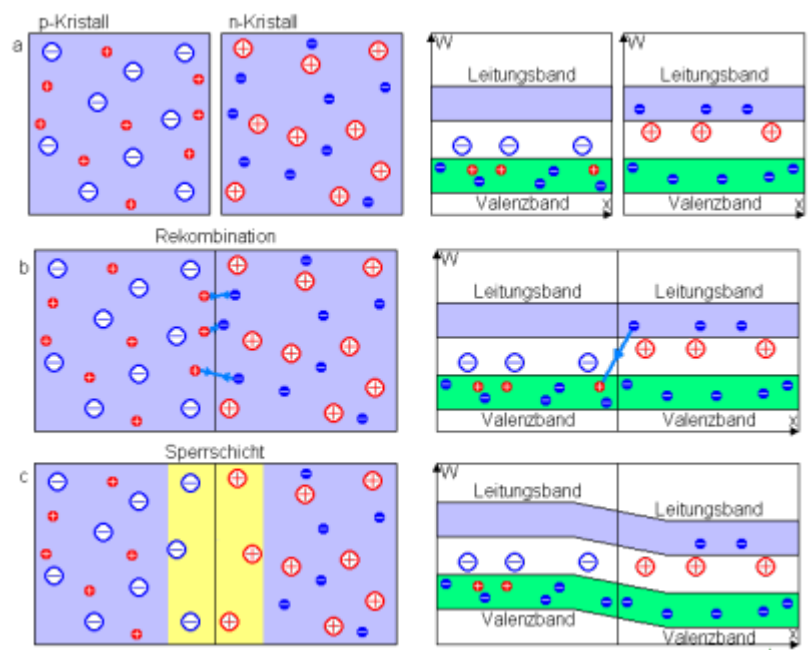 p-Kristall
n-Kristall
a
W
Leitungsband
Valenzband
x
W
Leitungsband
Valenzband
x
Rekombination
b
W
Leitungsband
Leitungsband
Valenzband
Valenzband
x
Sperrschicht
c
W
Leitungsband
Leitungsband
Valenzband
Valenzband
x